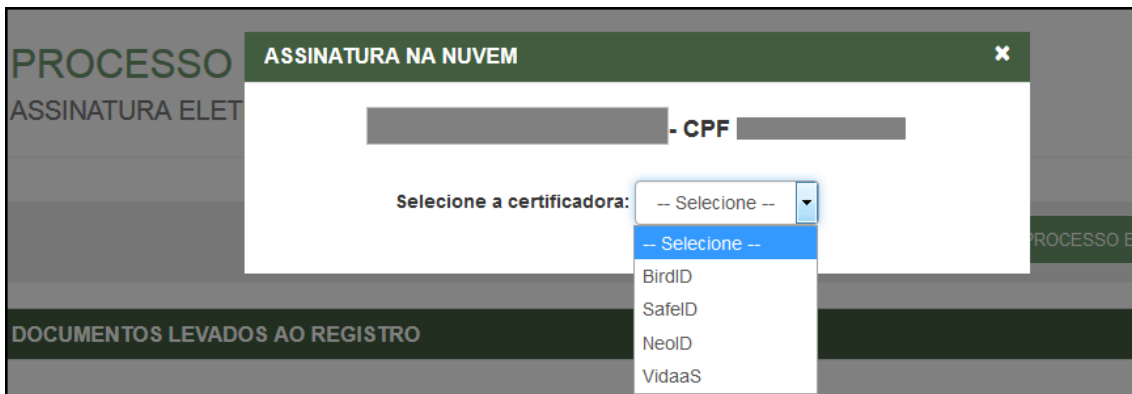 PROCESSO
ASSINATURA ELET
ASSINATURA NA NUVEM
- CPF
Selecione a certificadora:
-- Selecione --
-- Selecione --
BirdID
SafeID
NeoID
VidaaS
PROCESSO E
DOCUMENTOS LEVADOS AO REGISTRO